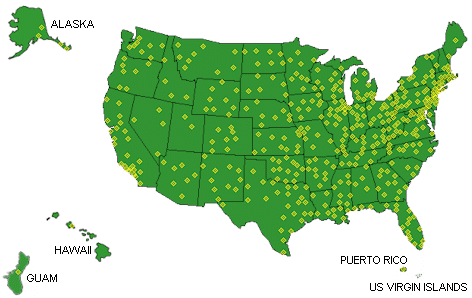 ALASKA
HAWAII
GUAM
PUERTO RICO
US VIRGIN ISLANDS